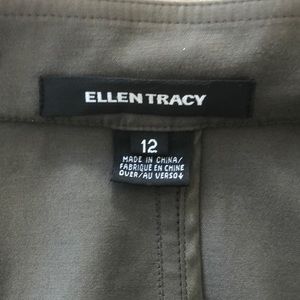 ELLEN TRACY
12
MADE IN CHINA/
FABRIQUE EN CHINE
OVER/AU VERSO